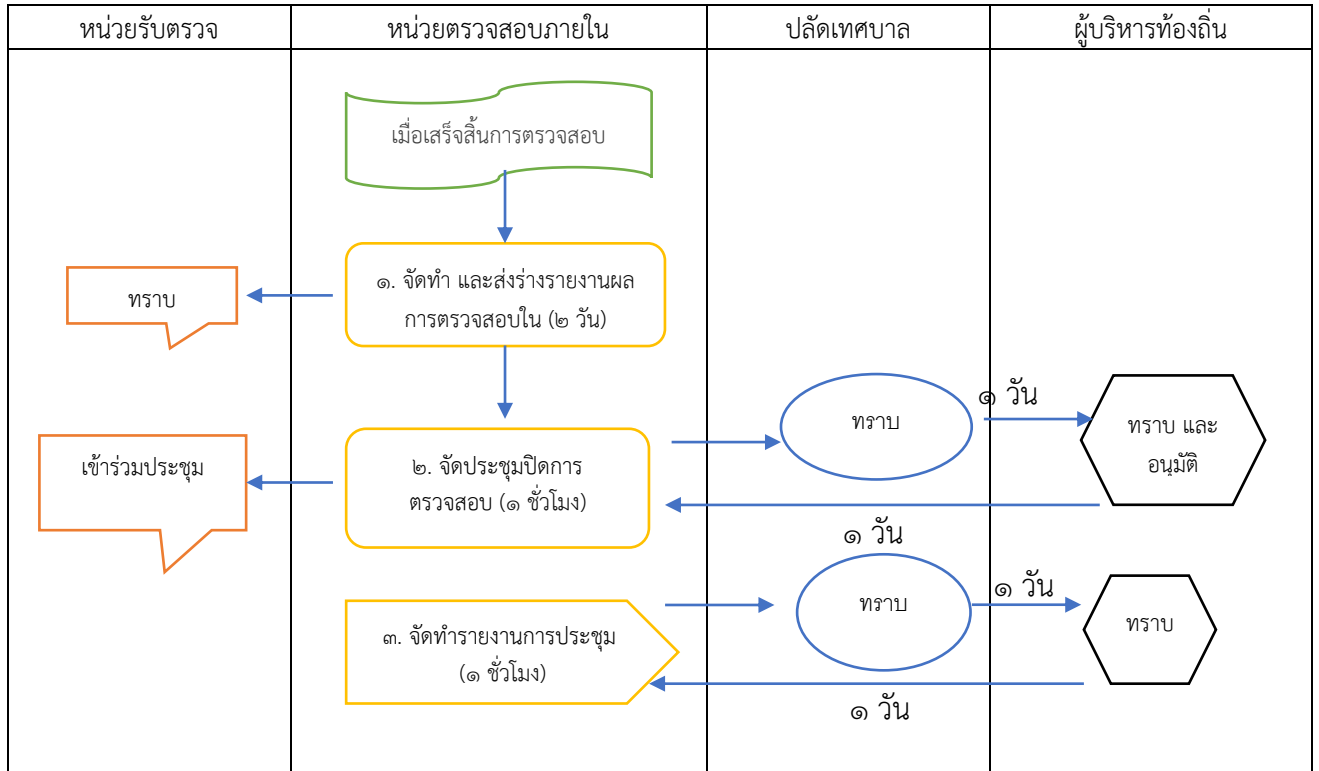 หน่วยรับตรวจ
หน่วยตรวจสอบภายใน
ปลัดเทศบาล
ผู้บริหารท้องถิ่น
เมื่อเสร็จสิ้นการตรวจสอบ
๑. จัดทำ และส่งร่างรายงานผล
การตรวจสอบใน (๒ วัน)
ทราบ
๒. จัดประชุมปิดการ
ตรวจสอบ (๑ ชั่วโมง)
เข้าร่วมประชุม
ทราบ
๑ วัน
ทราบ และ
อนุมัติ
๑ วัน
๓. จัดทำรายงานการประชุม
(๑ ชั่วโมง)
ทราบ
๑ วัน
ทราบ
๑ วัน